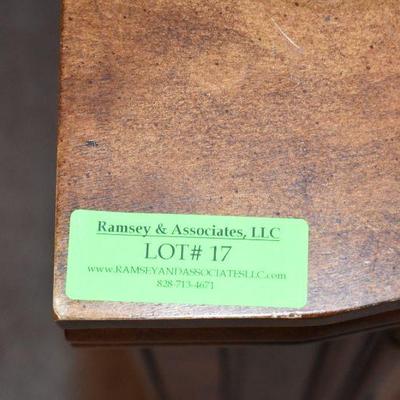 Ramsey & Associates, LLC
LOT# 17
www.RAMSEYANDASSOCIATESLLC.com
828-713-4671